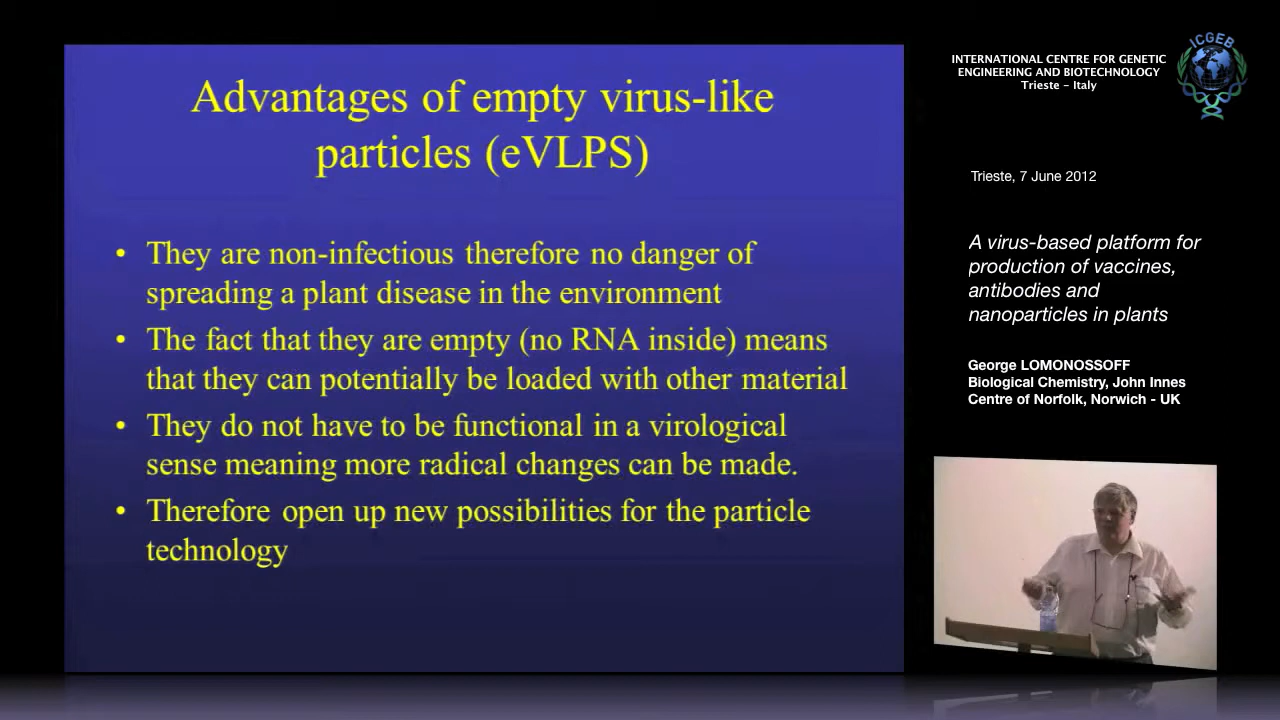 Advantages of empty virus-like
particles (eVLPS)
• They are non-infectious therefore no danger of
spreading a plant disease in the environment
• The fact that they are empty (no RNA inside) means
that they can potentially be loaded with other material
• They do not have to be functional in a virological
sense meaning more radical changes can be made.
• Therefore open up new possibilities for the particle
technology
INTERNATIONAL CENTRE FOR GENETIC
ENGINEERING AND BIOTECHNOLOGY
Trieste – Italy
ICGEB
Trieste, 7 June 2012
A virus-based platform for
production of vaccines,
antibodies and
nanoparticles in plants
George LOMONOSSOFF
Biological Chemistry, John Innes
Centre of Norfolk, Norwich - UK